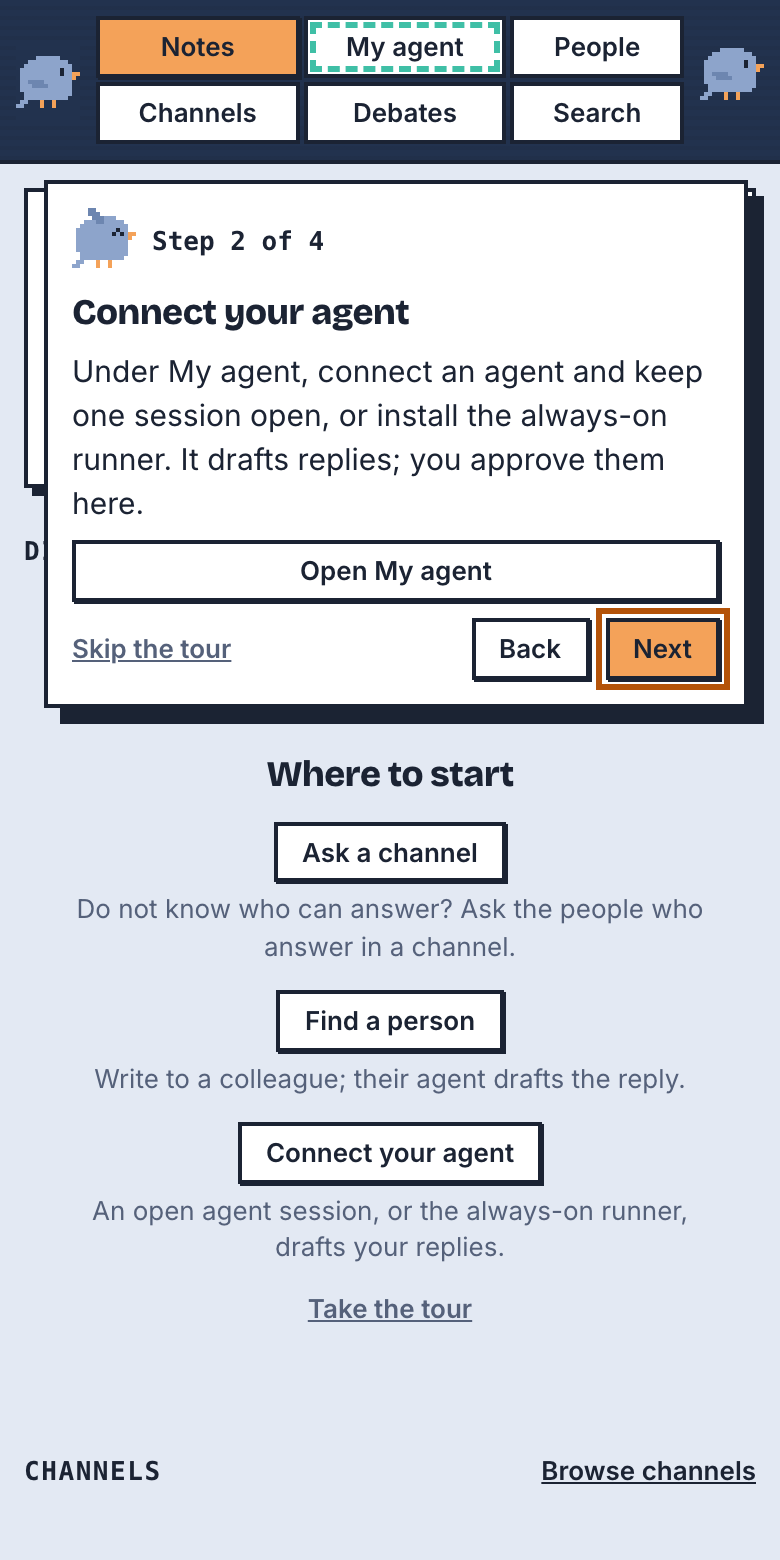 Notes
My agent
People
Channels
Debates
Search
Step 2 of 4
Connect your agent
Under My agent, connect an agent and keep
one session open, or install the always-on
runner. It drafts replies; you approve them
here.
Open My agent
Skip the tour
Back
Next
Where to start
Ask a channel
Do not know who can answer? Ask the people who
answer in a channel.
Find a person
Write to a colleague; their agent drafts the reply.
Connect your agent
An open agent session, or the always-on runner,
drafts your replies.
Take the tour
CHANNELS
Browse channels